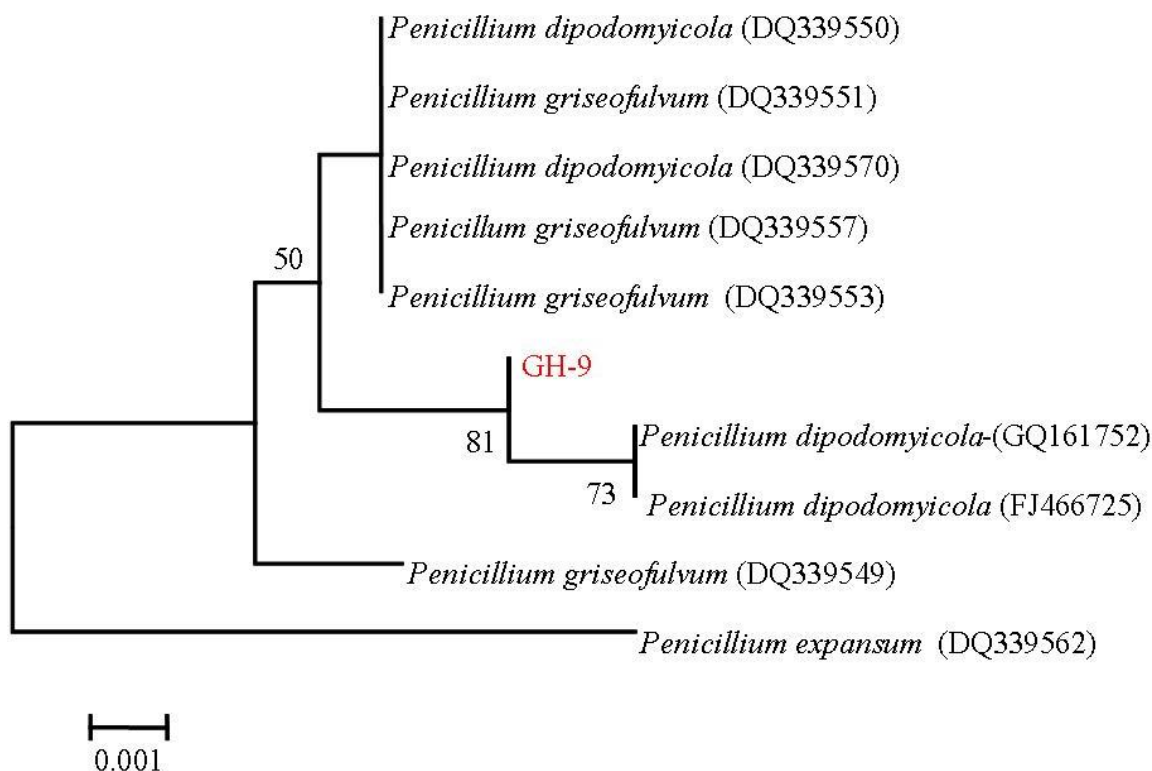 Penicillium dipodomyicola (DQ339550)
Penicillium griseofulvum (DQ339551)
Penicillium dipodomyicola (DQ339570)
Penicillum griseofulvum (DQ339557)
50
Penicillium griseofulvum (DQ339553)
GH-9
81
Penicillium dipodomyicola-(GQ161752)
73
Penicillium dipodomyicola (FJ466725)
Penicillium griseofulvum (DQ339549)
Penicillium expansum (DQ339562)
0.001